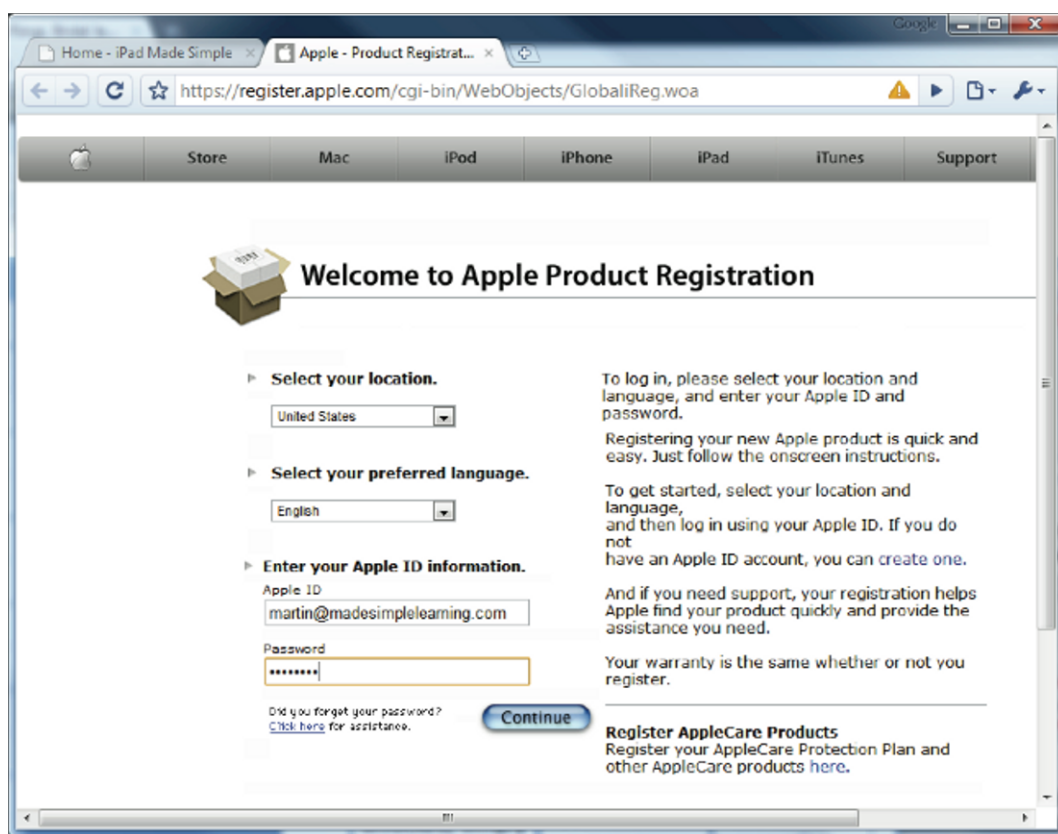 Google
Home - iPad Made Simple
Apple - Product Registrat...
https://register.apple.com/cgi-bin/WebObjects/GlobaliReg.woa
Store Mac iPod iPhone iPad iTunes Support
Welcome to Apple Product Registration
Select your location.
United States
Select your preferred language.
English
Enter your Apple ID information.
Apple ID
martin@madesimplelearning.com
Password
••••••••
Did you forget your password?
Click here for assistance.
Continue
To log in, please select your location and
language, and enter your Apple ID and
password.
Registering your new Apple product is quick and
easy. Just follow the onscreen instructions.
To get started, select your location and
language,
and then log in using your Apple ID. If you do
not
have an Apple ID account, you can create one.
And if you need support, your registration helps
Apple find your product quickly and provide the
assistance you need.
Your warranty is the same whether or not you
register.
Register AppleCare Products
Register your AppleCare Protection Plan and
other AppleCare products here.